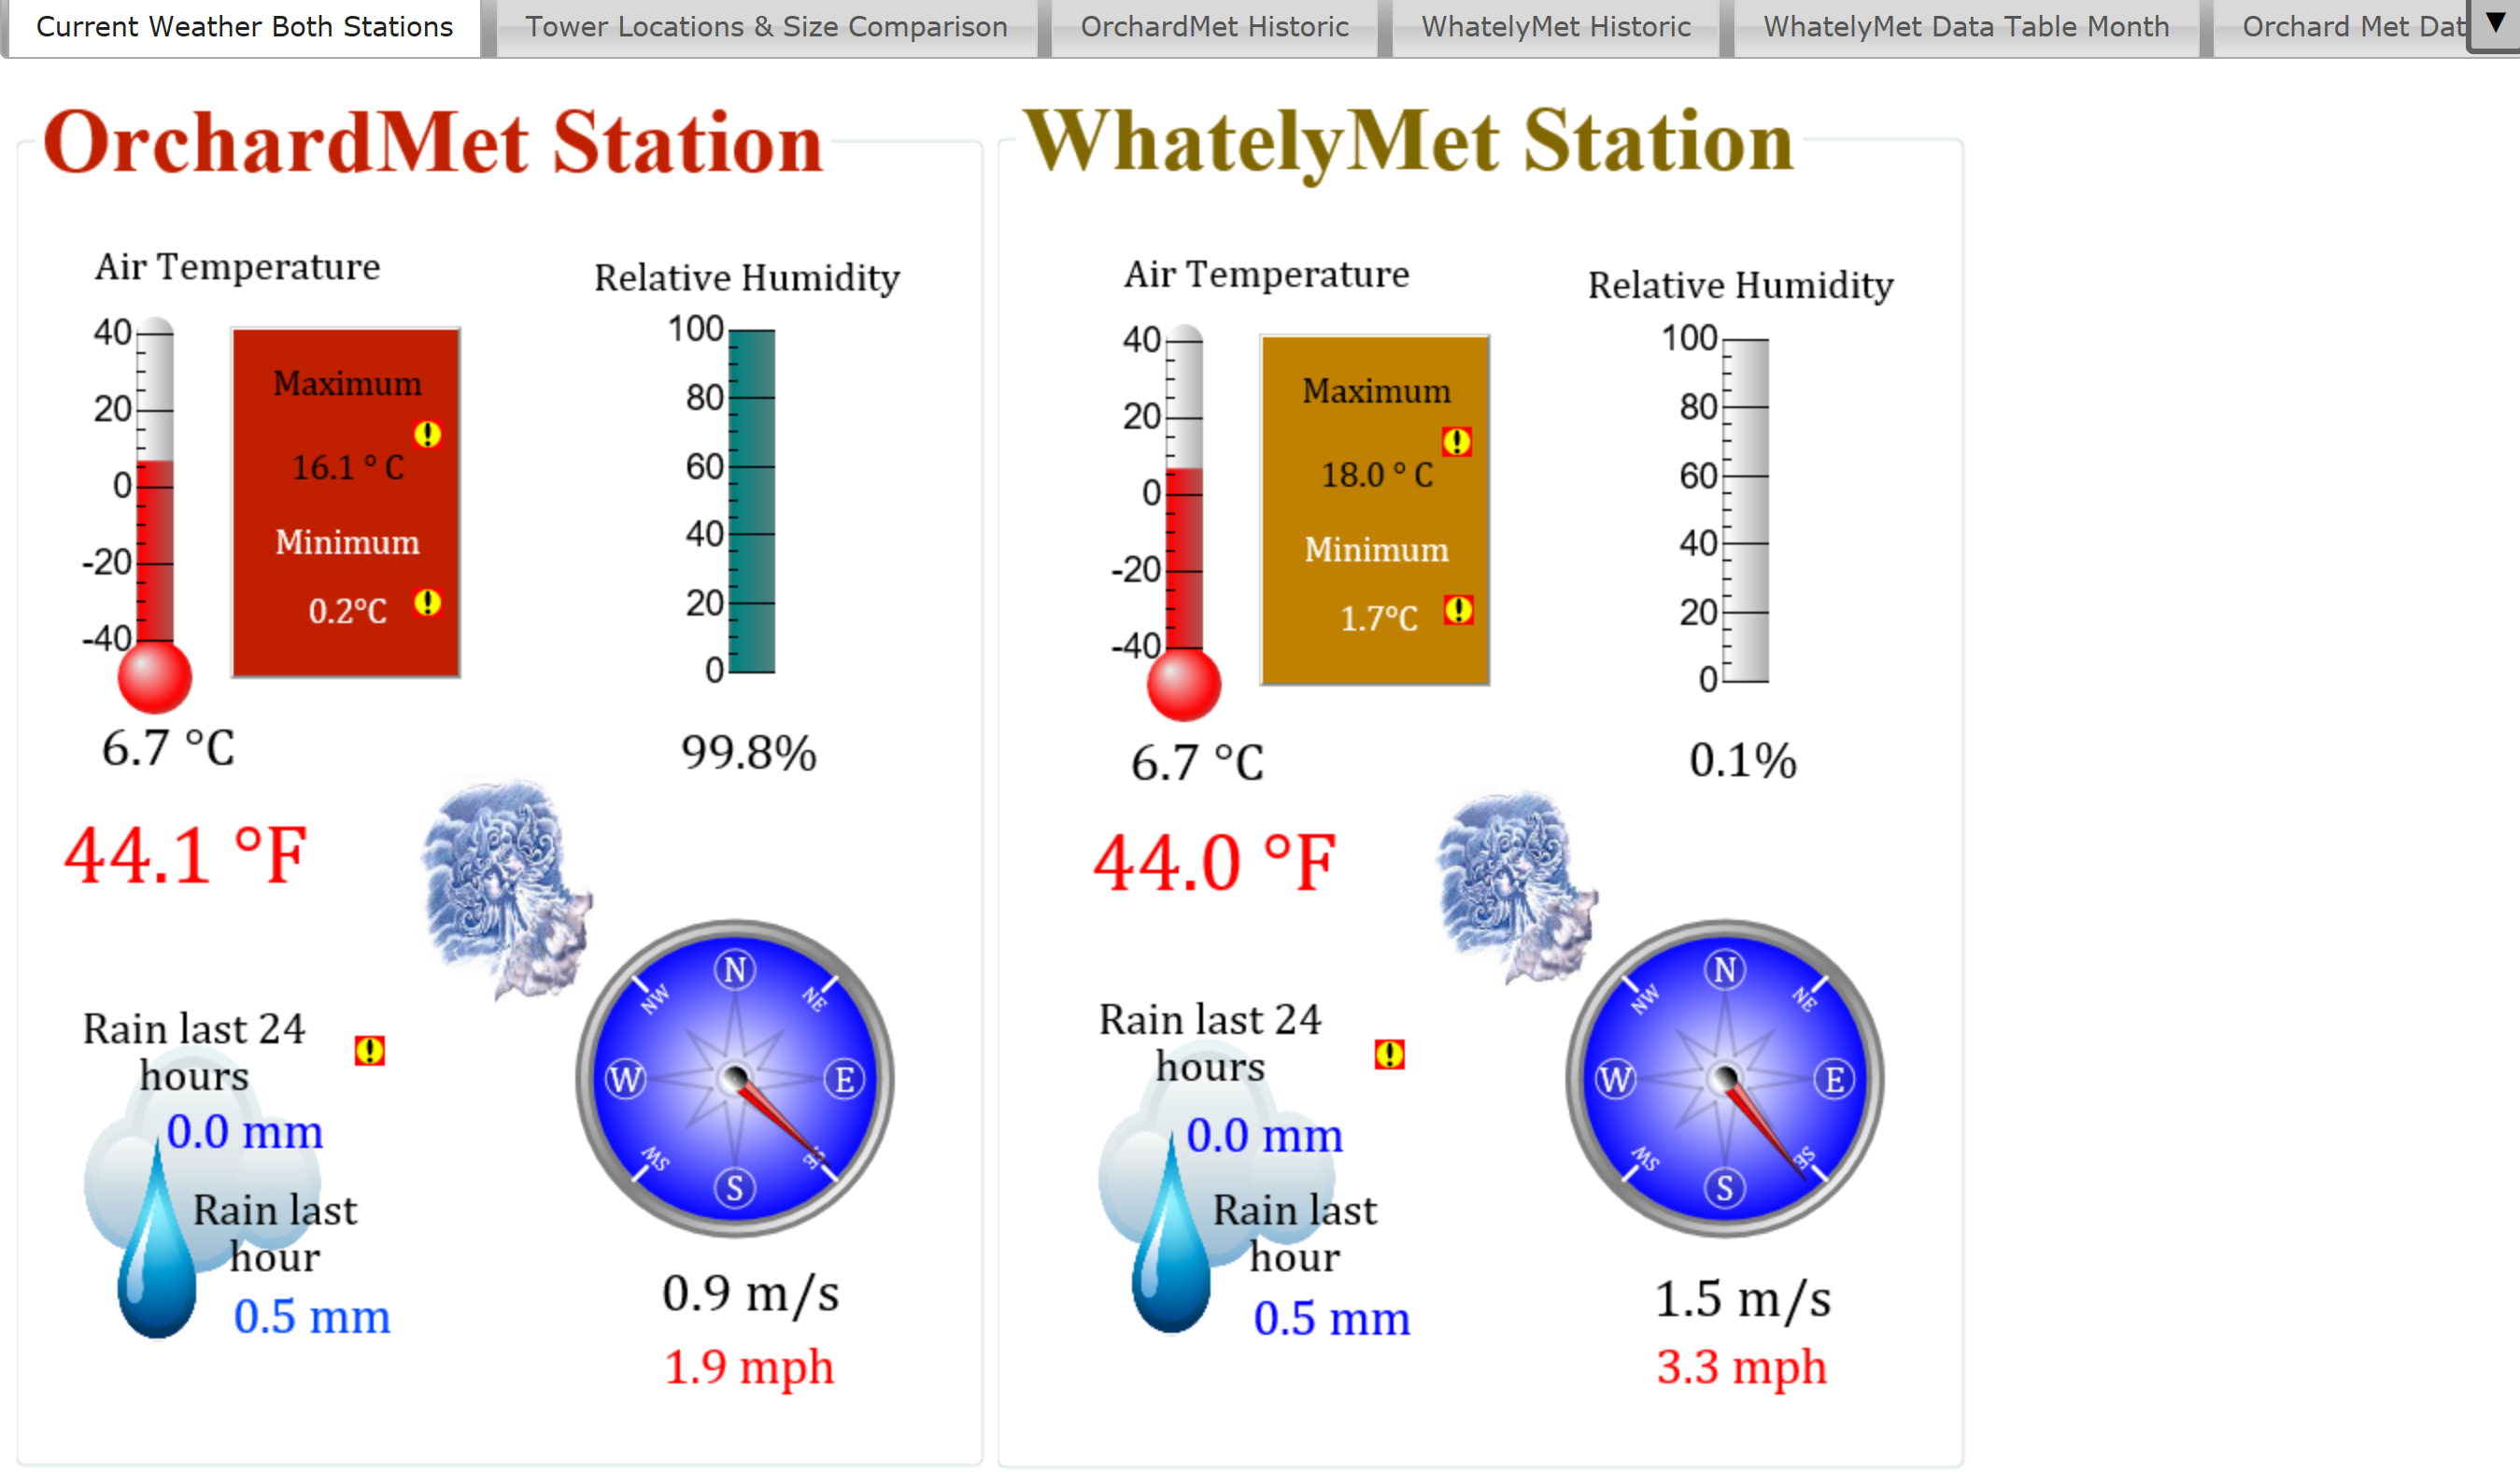 Current Weather Both Stations
Tower Locations & Size Comparison
OrchardMet Historic
WhatelyMet Historic
WhatelyMet Data Table Month
Orchard Met Dat
▼
OrchardMet Station
Air Temperature
40
20
0
-20
-40
Maximum
!
16.1 ° C
Minimum
0.2°C
!
Relative Humidity
100
80
60
40
20
0
6.7 °C
99.8%
44.1 °F
Rain last 24
hours
!
0.0 mm
Rain last
hour
0.5 mm
N
NE
E
SE
S
SW
W
NW
0.9 m/s
1.9 mph
WhatelyMet Station
Air Temperature
40
20
0
-20
-40
Maximum
!
18.0 ° C
Minimum
1.7°C
!
Relative Humidity
100
80
60
40
20
0
6.7 °C
0.1%
44.0 °F
Rain last 24
hours
!
0.0 mm
Rain last
hour
0.5 mm
N
NE
E
SE
S
SW
W
NW
1.5 m/s
3.3 mph